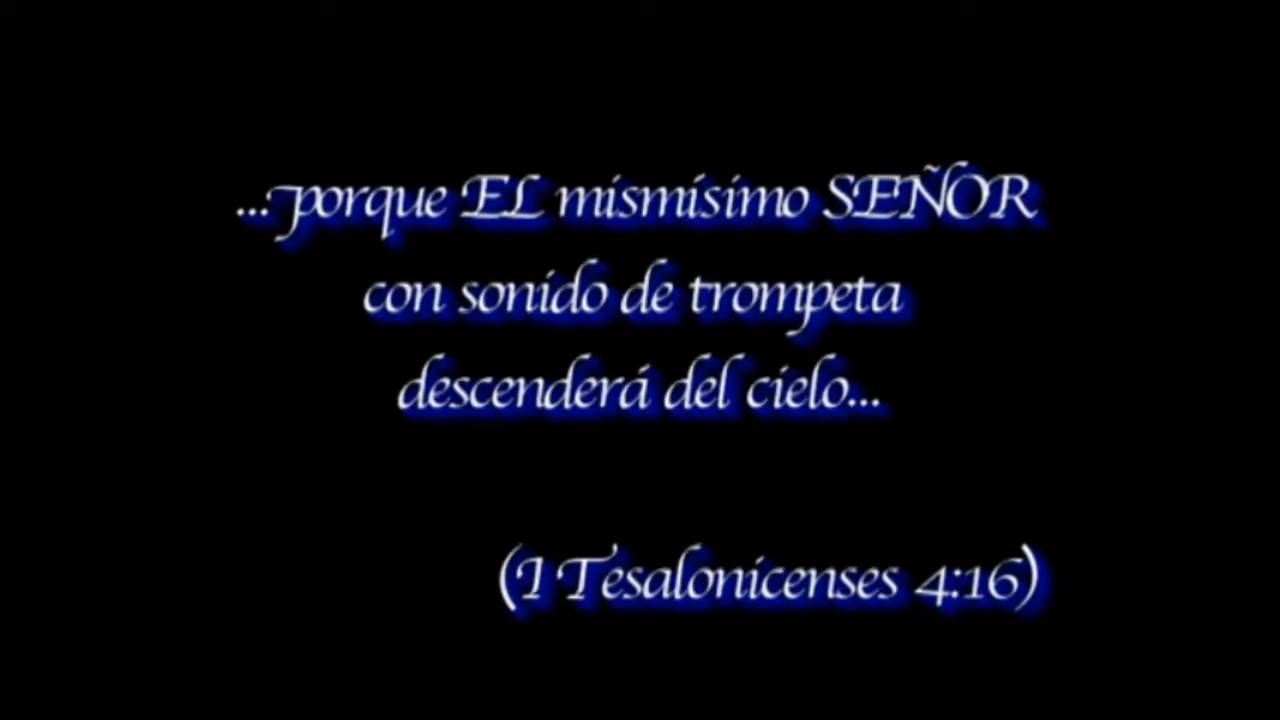 ...porque EL mismísimo SEÑOR
con sonido de trompeta
descenderá del cielo...
(I Tesalonicenses 4:16)